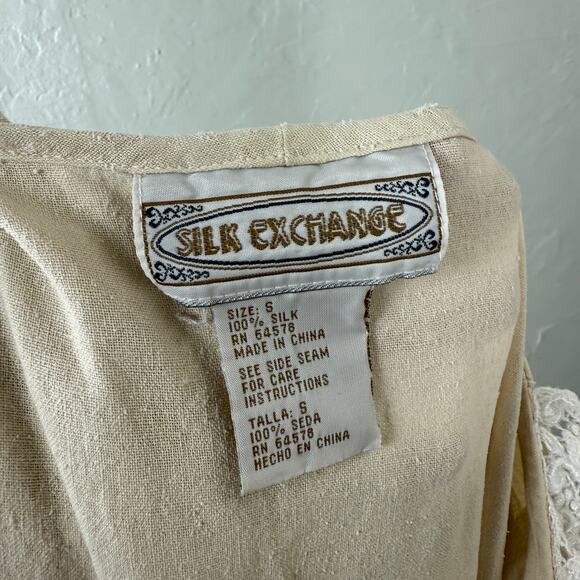 SILK EXCHANGE
SIZE: S
100% SILK
RN 64578
MADE IN CHINA
SEE SIDE SEAM
FOR CARE
INSTRUCTIONS
TALLA: S
100% SEDA
RN 64578
HECHO EN CHINA